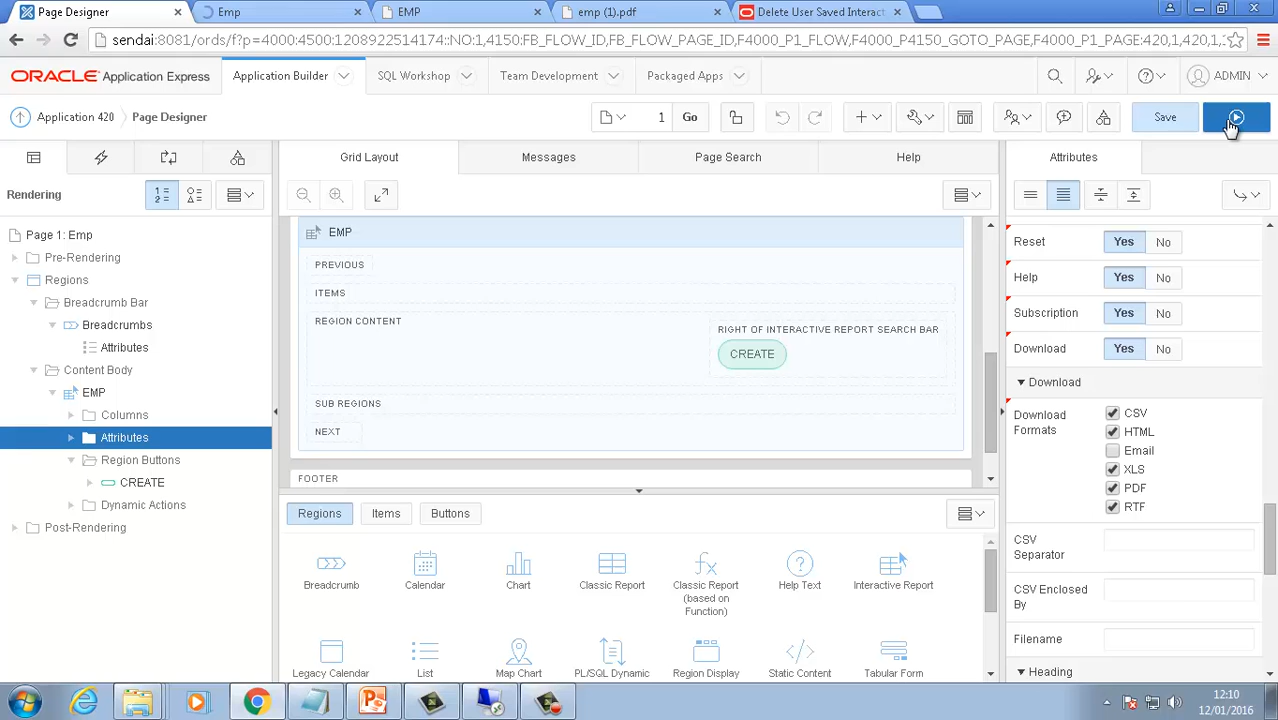 Page Designer
Emp
EMP
emp (1).pdf
Delete User Saved Interact
sendai:8081/ords/f?p=4000:4500:1208922514174::NO:1,4150:FB_FLOW_ID,FB_FLOW_PAGE_ID,F4000_P1_FLOW,F4000_P4150_GOTO_PAGE,F4000_P1_PAGE:420,1,420,1,
ORACLE Application Express
Application Builder
SQL Workshop
Team Development
Packaged Apps
ADMIN
Application 420
Page Designer
1
Go
Save
Grid Layout
Messages
Page Search
Help
Attributes
Rendering
Page 1: Emp
Pre-Rendering
Regions
Breadcrumb Bar
Breadcrumbs
Attributes
Content Body
EMP
Columns
Attributes
Region Buttons
CREATE
Dynamic Actions
Post-Rendering
EMP
PREVIOUS
ITEMS
REGION CONTENT
RIGHT OF INTERACTIVE REPORT SEARCH BAR
CREATE
SUB REGIONS
NEXT
FOOTER
Regions
Items
Buttons
Breadcrumb
Calendar
Chart
Classic Report
Classic Report
(based on
Function)
Help Text
Interactive Report
Legacy Calendar
List
Map Chart
PL/SQL Dynamic
Region Display
Static Content
Tabular Form
Reset
Yes
No
Help
Yes
No
Subscription
Yes
No
Download
Yes
No
Download
Download
Formats
CSV
HTML
Email
XLS
PDF
RTF
CSV
Separator
CSV Enclosed
By
Filename
Heading
12:10
12/01/2016